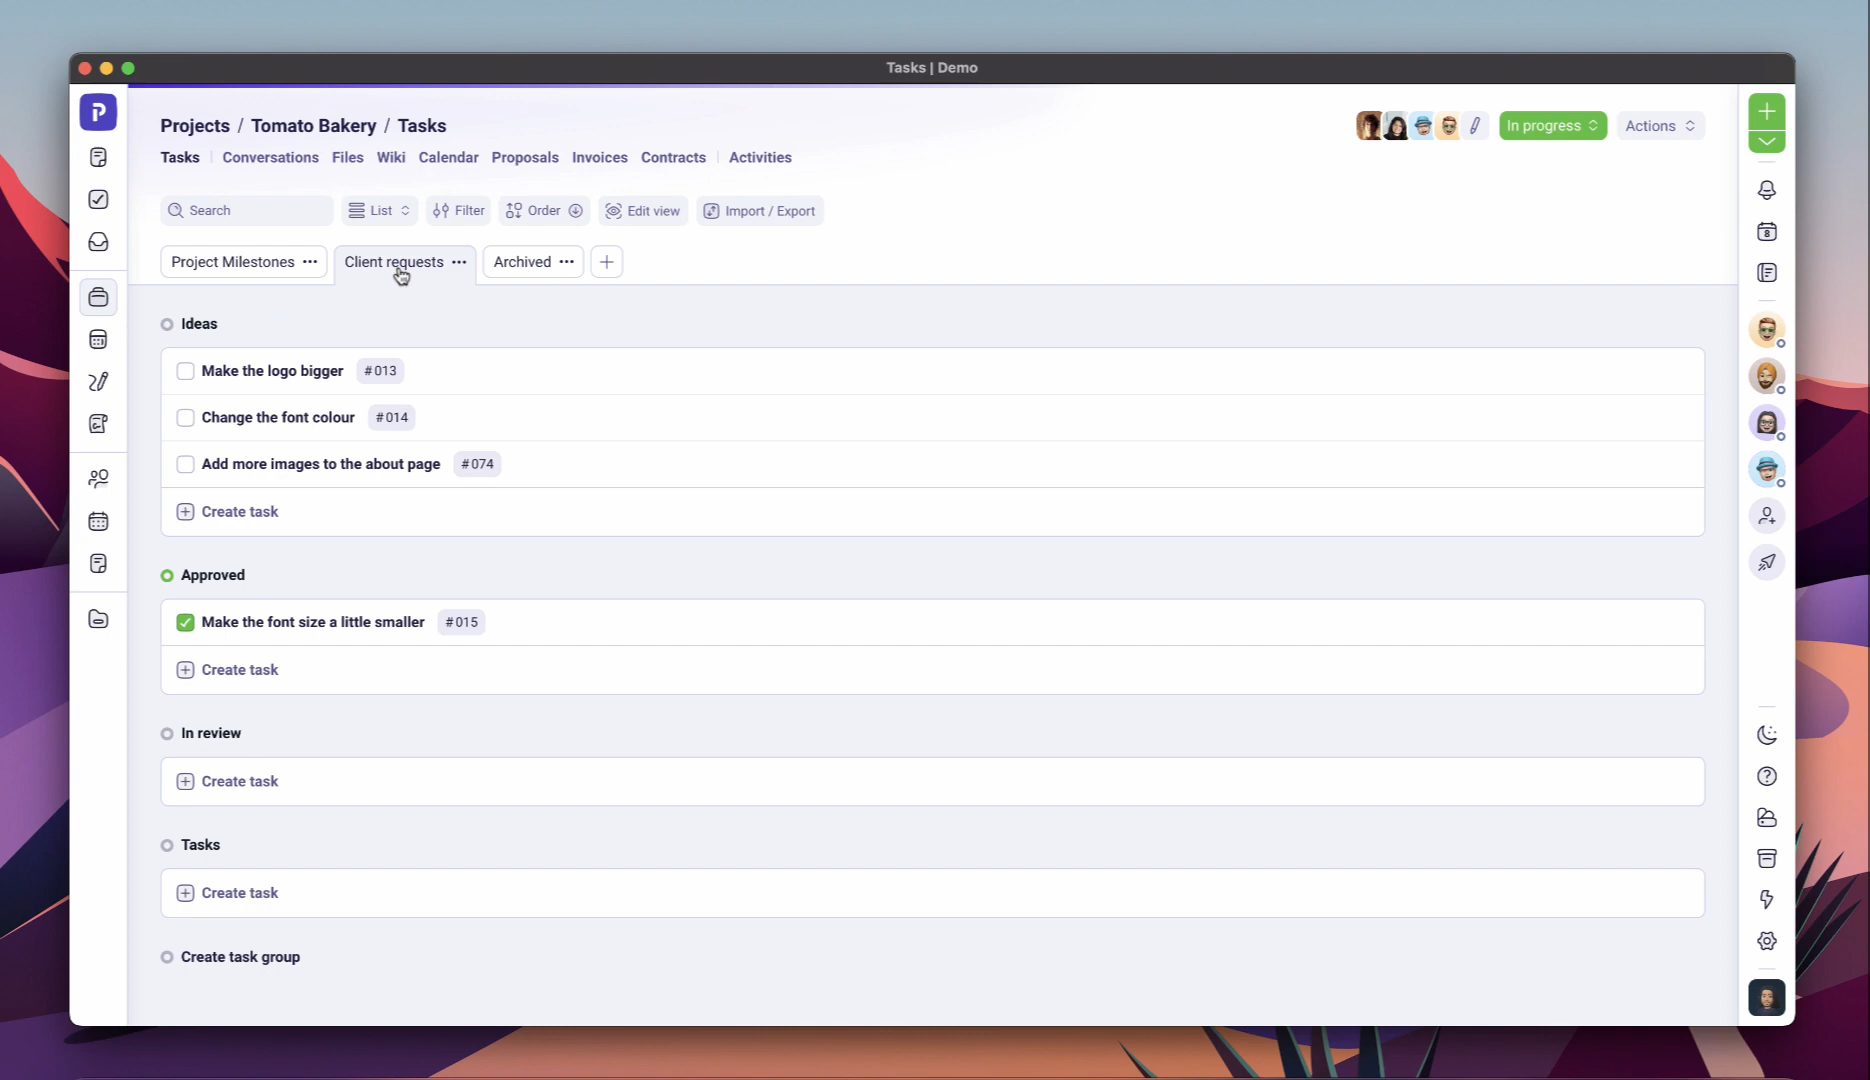 Tasks | Demo
Projects / Tomato Bakery / Tasks
In progress
Actions
Tasks
Conversations
Files
Wiki
Calendar
Proposals
Invoices
Contracts
Activities
Search
List
Filter
Order
Edit view
Import / Export
Project Milestones
Client requests
Archived
8
Ideas
Make the logo bigger #013
Change the font colour #014
Add more images to the about page #074
Create task
Approved
Make the font size a little smaller #015
Create task
In review
Create task
Tasks
Create task
Create task group